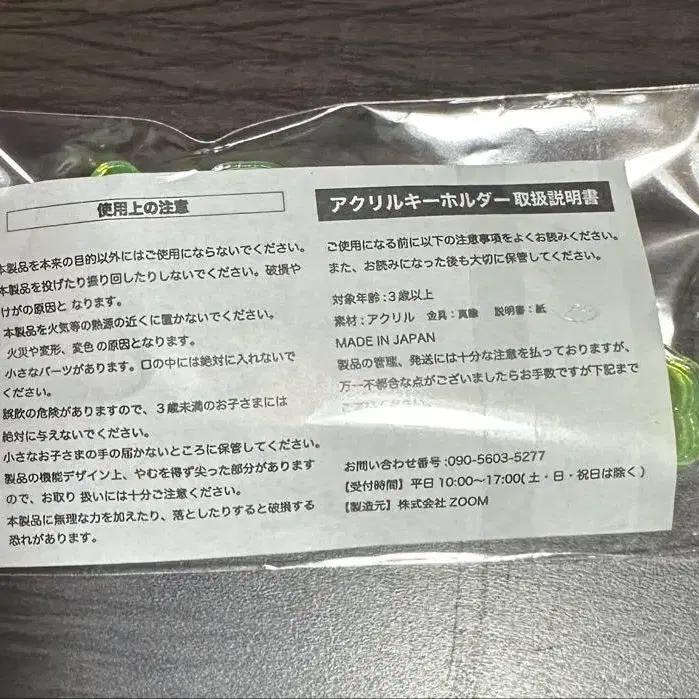 使用上の注意
本製品を本来の目的以外にはご使用にならないでください。
本製品を投げたり振り回したりしないでください。破損や
けがの原因と なります。
本製品を火気等の熱源の近くに置かないでください。
火災や変形、変色の原因となります。
小さなパーツがあります。口の中には絶対に入れないで
ください。
誤飲の危険がありますので、３歳未満のお子さまには
絶対に与えないでください。
小さなお子さまの手の届かないところに保管してください。
製品の機能デザイン上、やむを得ず尖った部分があります
ので、お取り 扱いには十分ご注意ください。
本製品に無理な力を加えたり、落としたりすると破損する
恐れがあります。
アクリルキーホルダー取扱説明書
ご使用になる前に以下の注意事項をよくお読みください。
また、お読みになった後も大切に保管してください。
対象年齢：３歳以上
素材：アクリル 金具：真鍮 説明書：紙
MADE IN JAPAN
製品の管理、発送には十分な注意を払っておりますが、
万一不都合な点がございましたらお手数ですが下記まで
ご連絡ください。
お問い合わせ番号：090-5603-5277
【受付時間】平日 10:00〜17:00(土・日・祝日は除く)
【製造元】株式会社 ZOOM